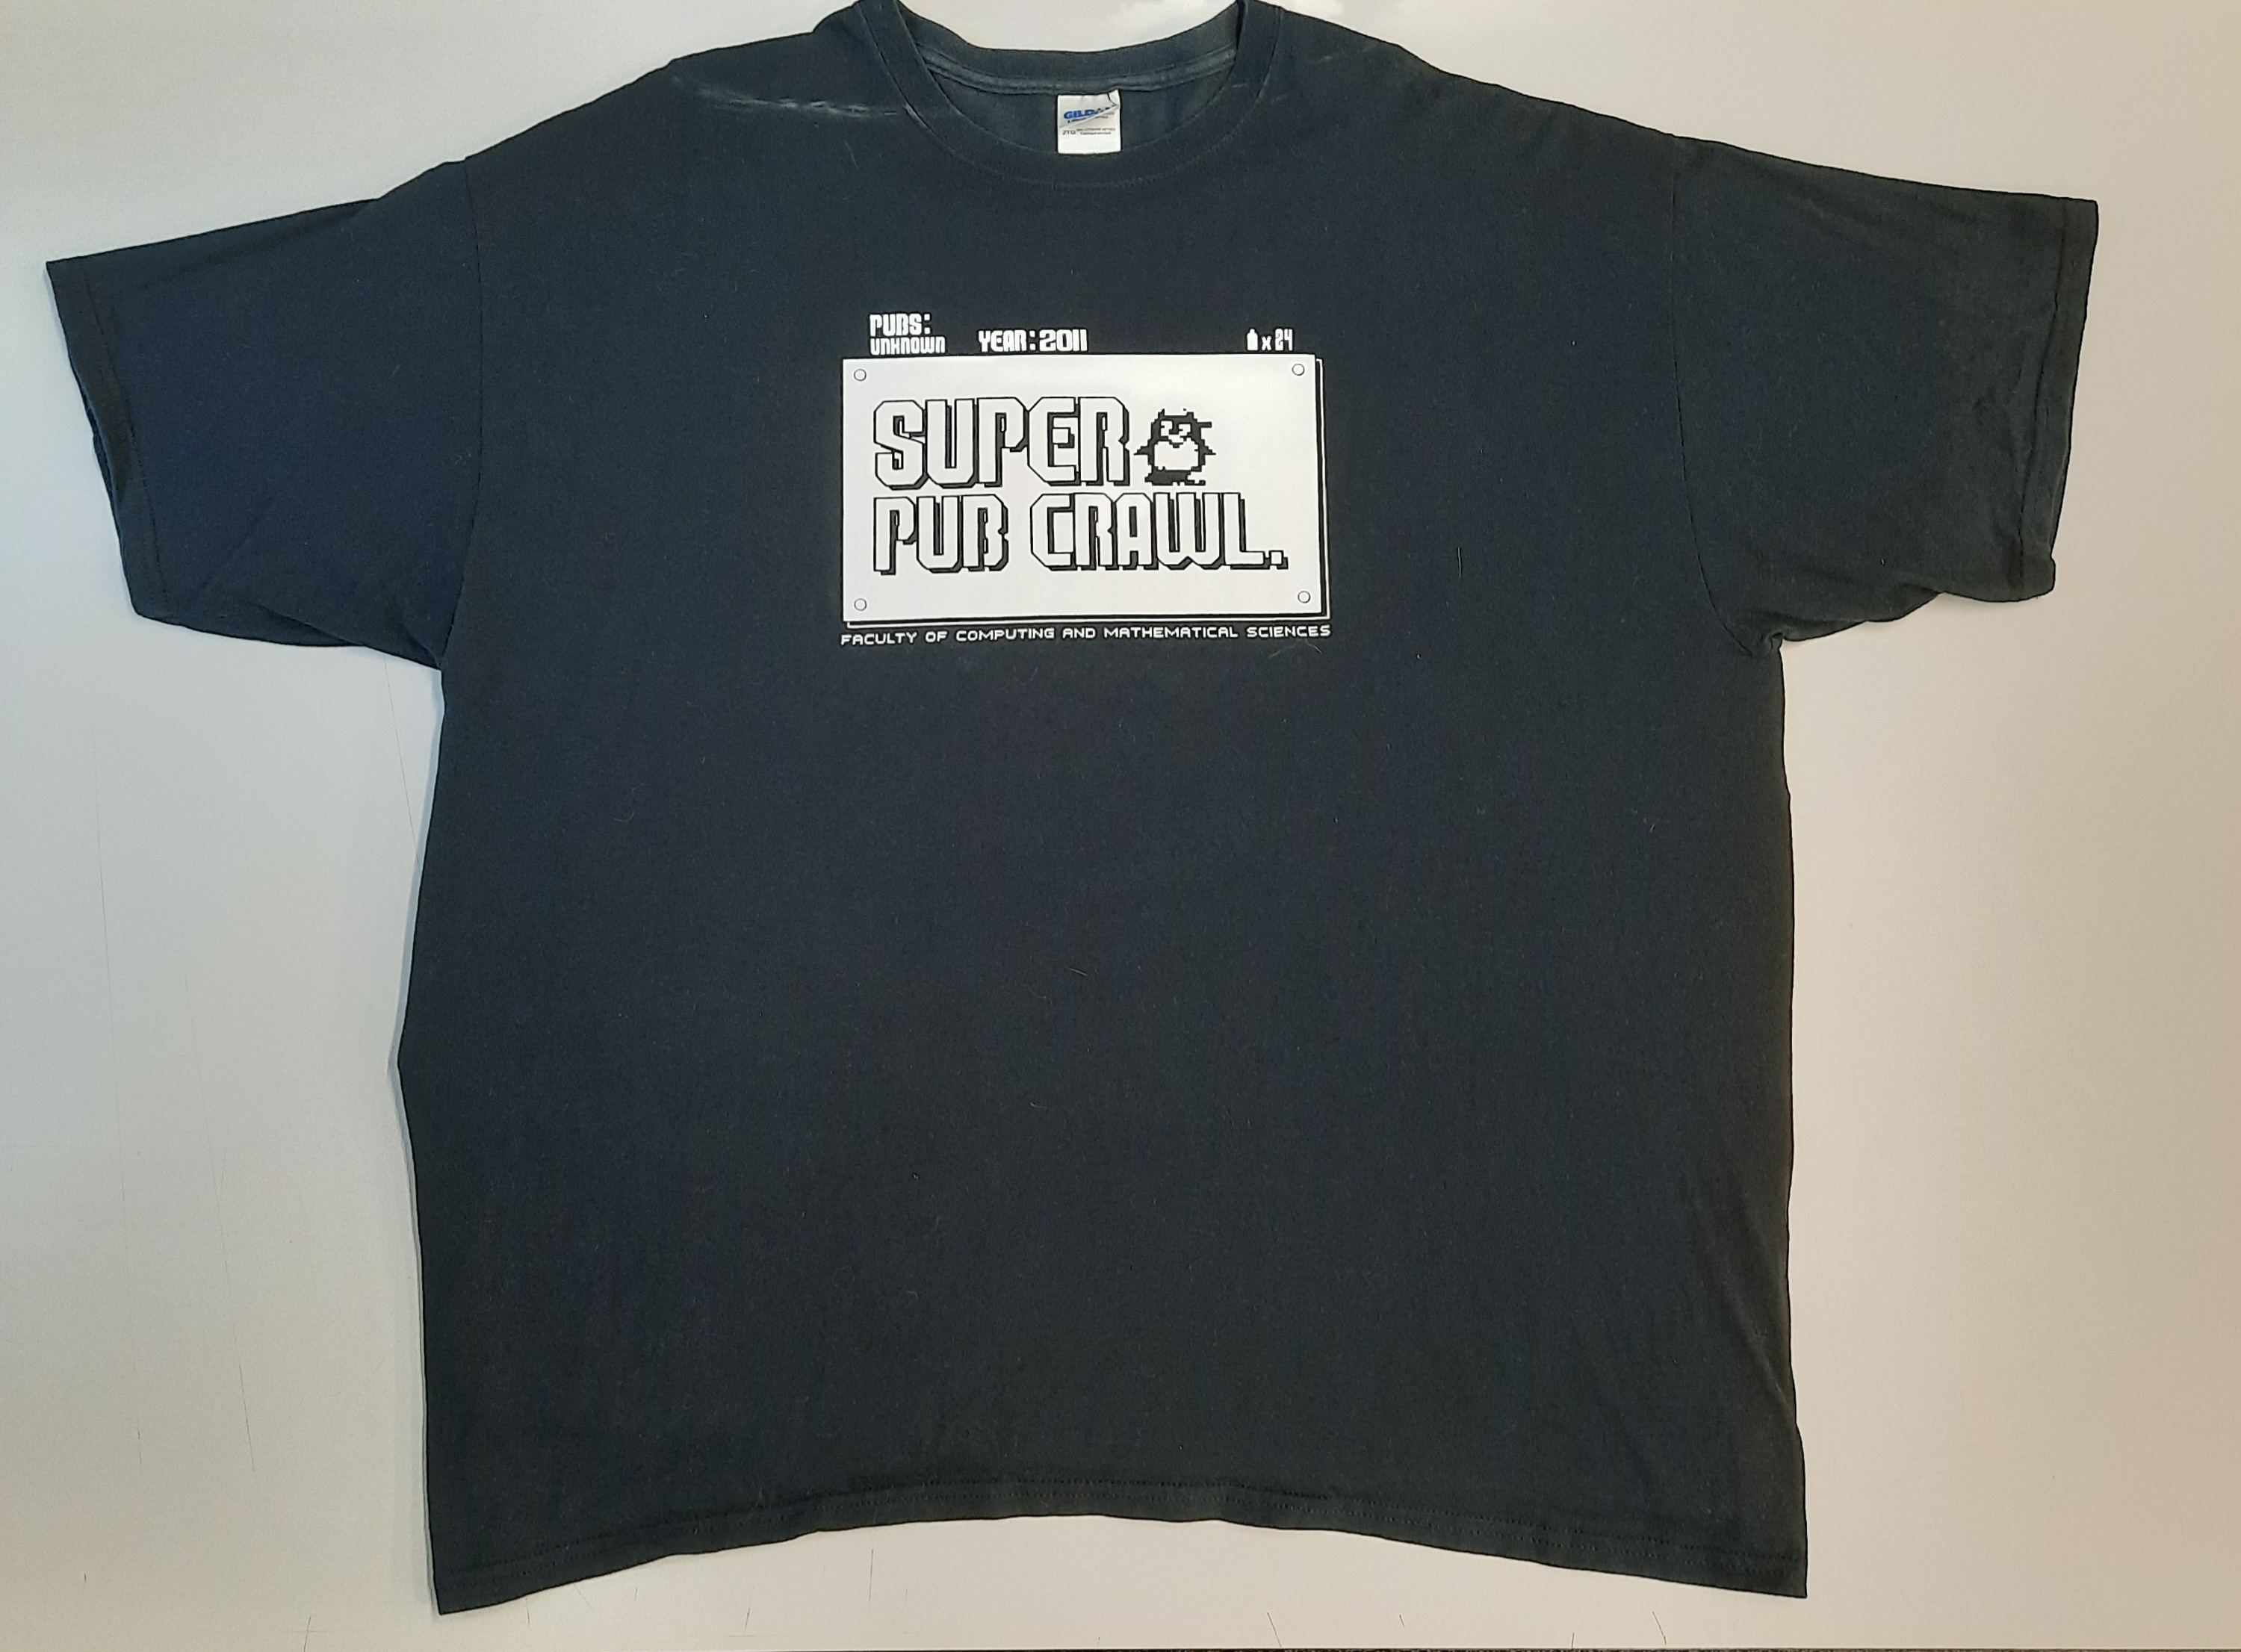 PUBS:
UNKNOWN
YEAR:2011
x 24
SUPER
PUB CRAWL.
FACULTY OF COMPUTING AND MATHEMATICAL SCIENCES